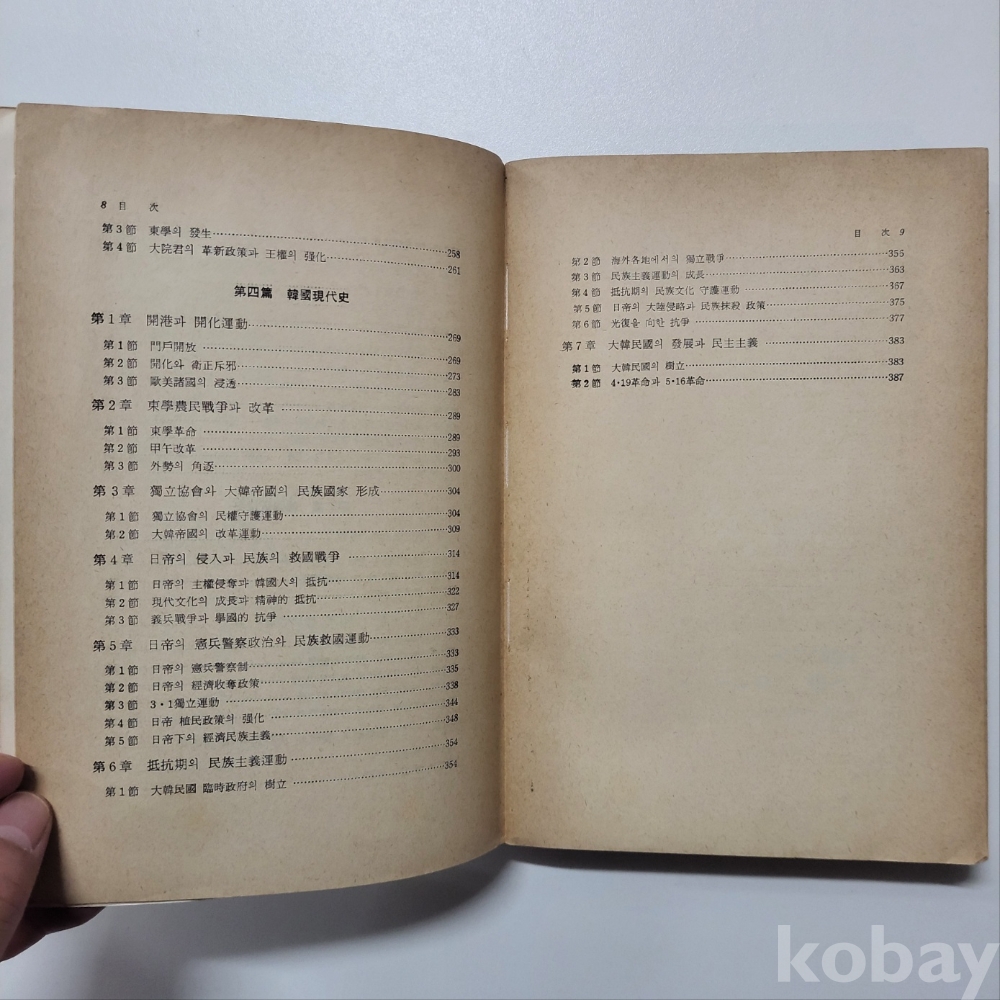 8 目 次
第3節 東學의 發生 258
第4節 大院君의 革新政策과 王權의 强化 261
第四篇 韓國現代史
第1章 開港과 開化運動 269
第1節 門戶開放 269
第2節 開化와 衛正斥邪 273
第3節 歐美諸國의 浸透 283
第2章 東學農民戰爭과 改革 289
第1節 東學革命 289
第2節 甲午改革 293
第3節 外勢의 角逐 300
第3章 獨立協會와 大韓帝國의 民族國家 形成 304
第1節 獨立協會의 民權守護運動 304
第2節 大韓帝國의 改革運動 309
第4章 日帝의 侵入과 民族의 救國戰爭 314
第1節 日帝의 主權侵奪과 韓國人의 抵抗 314
第2節 現代文化의 成長과 精神的 抵抗 322
第3節 義兵戰爭과 擧國的 抗爭 327
第5章 日帝의 憲兵警察政治와 民族救國運動 333
第1節 日帝의 憲兵警察制 333
第2節 日帝의 經濟收奪政策 335
第3節 3·1獨立運動 338
第4節 日帝 植民政策의 强化 344
第5節 日帝下의 經濟民族主義 348
第6章 抵抗期의 民族主義運動 354
第1節 大韓民國 臨時政府의 樹立 354
目 次 9
第2節 海外各地에서의 獨立戰爭 355
第3節 民族主義運動의 成長 363
第4節 抵抗期의 民族文化 守護運動 367
第5節 日帝의 大陸侵略과 民族抹殺 政策 375
第6節 光復을 向한 抗爭 377
第7章 大韓民國의 發展과 民主主義 383
第1節 大韓民國의 樹立 383
第2節 4·19革命과 5·16革命 387
kobay